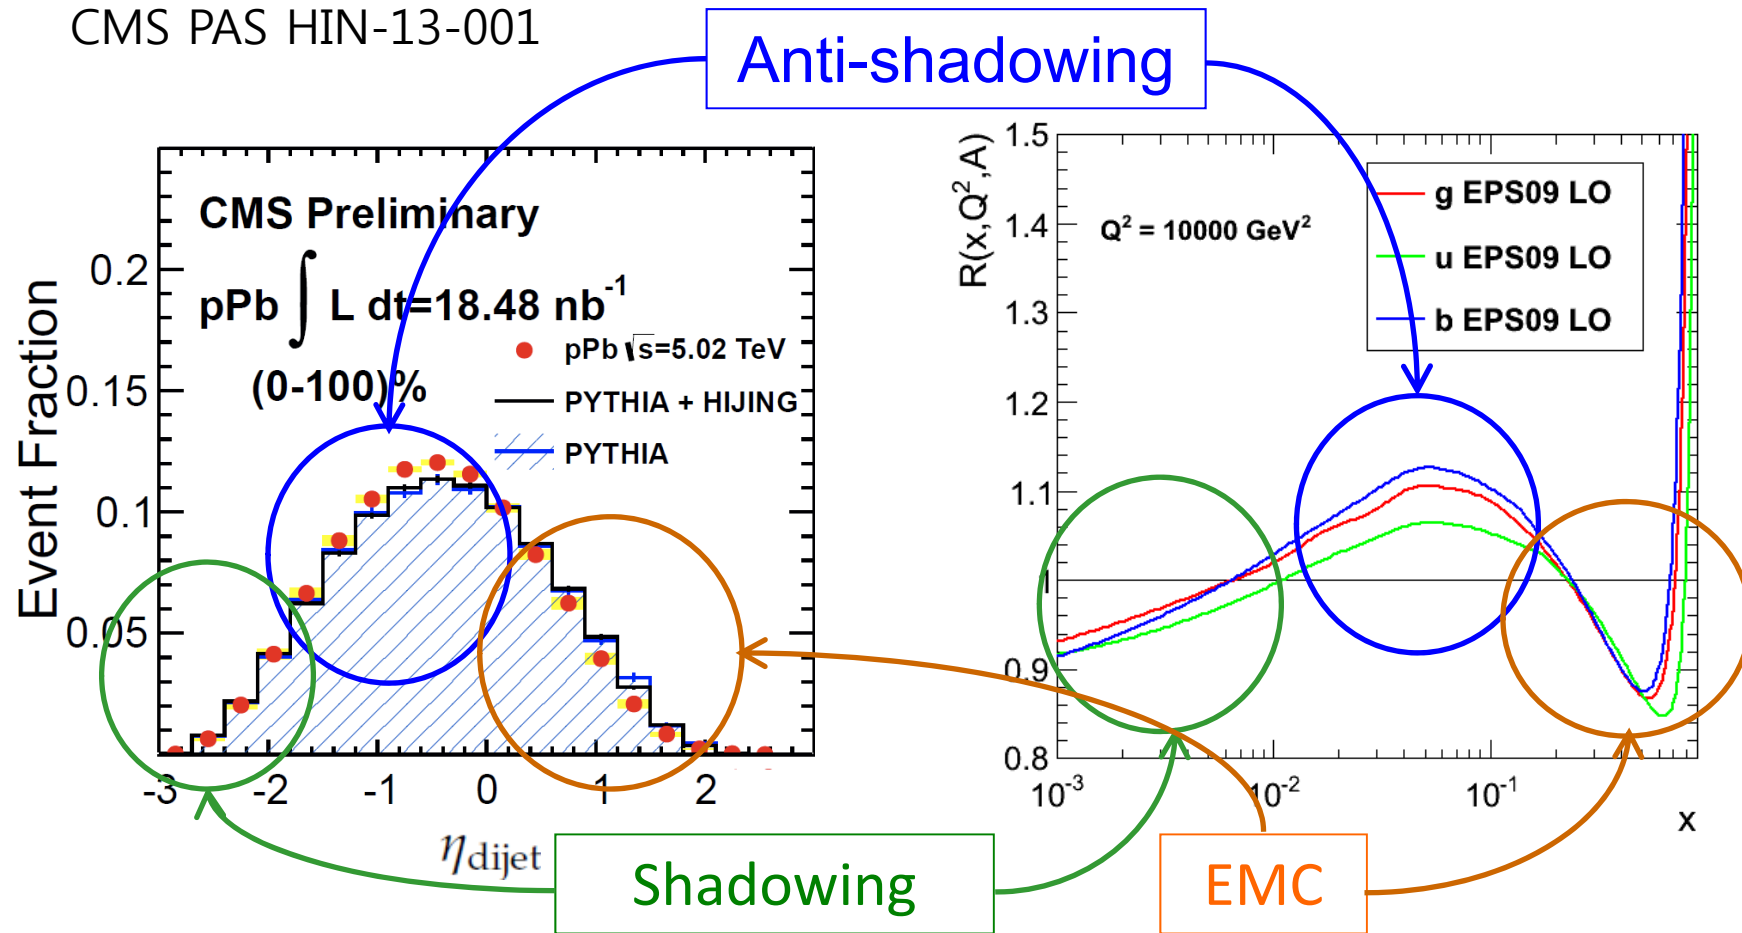 CMS PAS HIN-13-001
Anti-shadowing
CMS Preliminary
pPb ∫ L dt=18.48 nb⁻¹
(0-100)%
pPb √s=5.02 TeV
PYTHIA + HIJING
PYTHIA
Event Fraction
0.2
0.15
0.1
0.05
-3 -2 -1 0 1 2
η dijet
R(x,Q²,A)
1.5
1.4
1.3
1.2
1.1
1
0.9
0.8
Q² = 10000 GeV²
g EPS09 LO
u EPS09 LO
b EPS09 LO
10⁻³ 10⁻² 10⁻¹
x
Shadowing
EMC